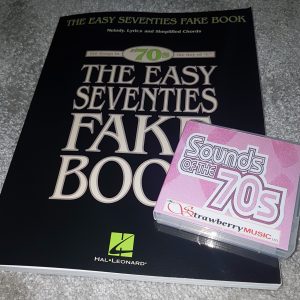 THE EASY SEVENTIES FAKE BOOK
Melody, Lyrics and Simplified Chords
70s
THE EASY
SEVENTIES
FAKE
BOO
HAL•LEONARD
Sounds
OF THE
70s
Strawberry MUSIC